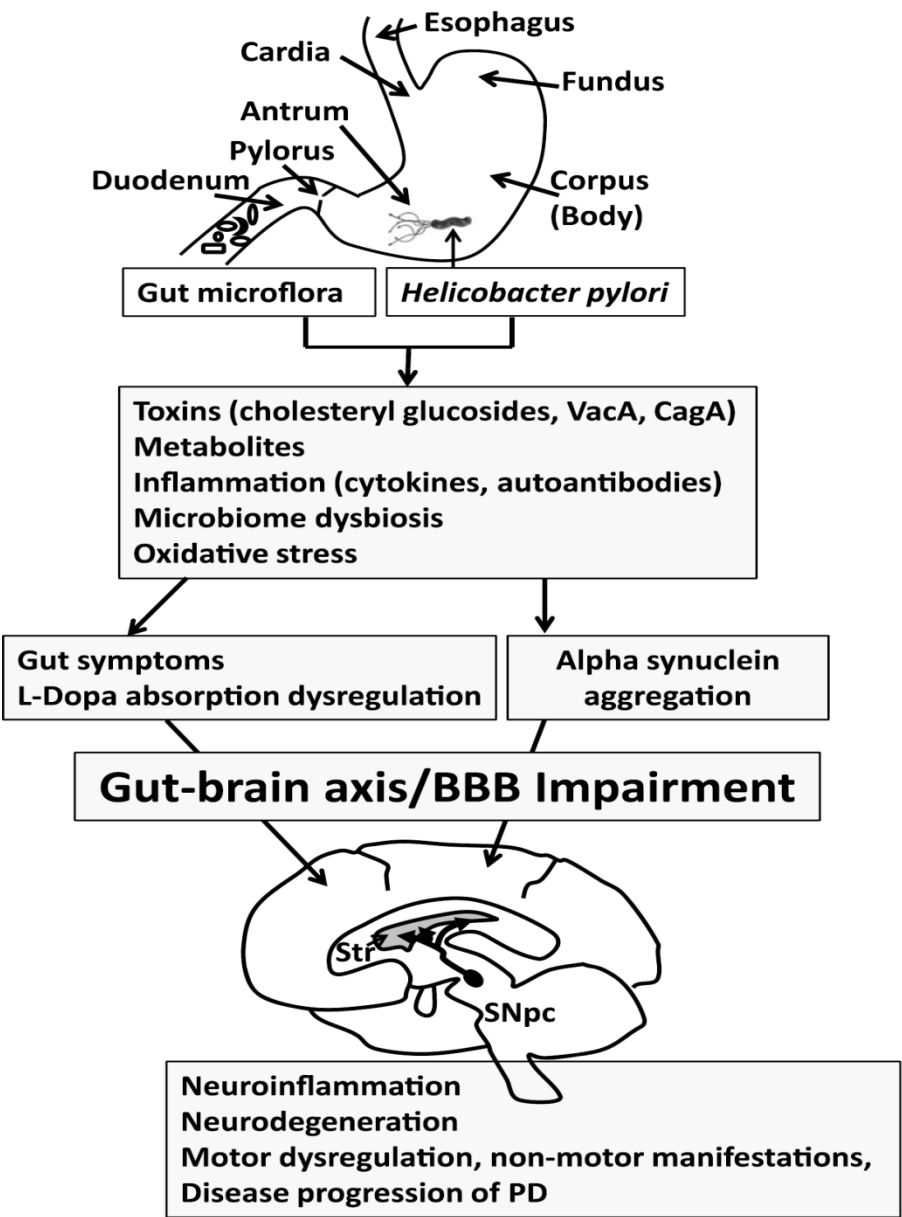 Esophagus
Cardia
Fundus
Antrum
Pylorus
Duodenum
Corpus
(Body)
Gut microflora
Helicobacter pylori
Toxins (cholesteryl glucosides, VacA, CagA)
Metabolites
Inflammation (cytokines, autoantibodies)
Microbiome dysbiosis
Oxidative stress
Gut symptoms
L-Dopa absorption dysregulation
Alpha synuclein
aggregation
Gut-brain axis/BBB Impairment
Str
SNpc
Neuroinflammation
Neurodegeneration
Motor dysregulation, non-motor manifestations,
Disease progression of PD